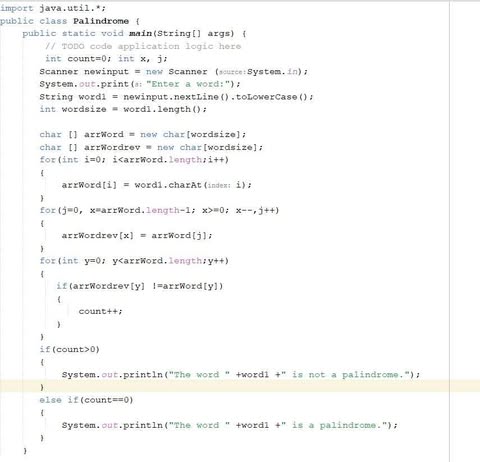 import java.util.*;
public class Palindrome {
public static void main(String[] args) {
// TODO code application logic here
int count=0; int x, j;
Scanner newinput = new Scanner (source:System.in);
System.out.print(s: "Enter a word:");
String word1 = newinput.nextLine().toLowerCase();
int wordsize = word1.length();
char [] arrWord = new char[wordsize];
char [] arrWordrev = new char[wordsize];
for(int i=0; i<arrWord.length;i++)
{
arrWord[i] = word1.charAt(index: i);
}
for(j=0, x=arrWord.length-1; x>=0; x--,j++)
{
arrWordrev[x] = arrWord[j];
}
for(int y=0; y<arrWord.length;y++)
{
if(arrWordrev[y] !=arrWord[y])
{
count++;
}
}
if(count>0)
{
System.out.println("The word " +word1 +" is not a palindrome.");
}
else if(count==0)
{
System.out.println("The word " +word1 +" is a palindrome.");
}
}